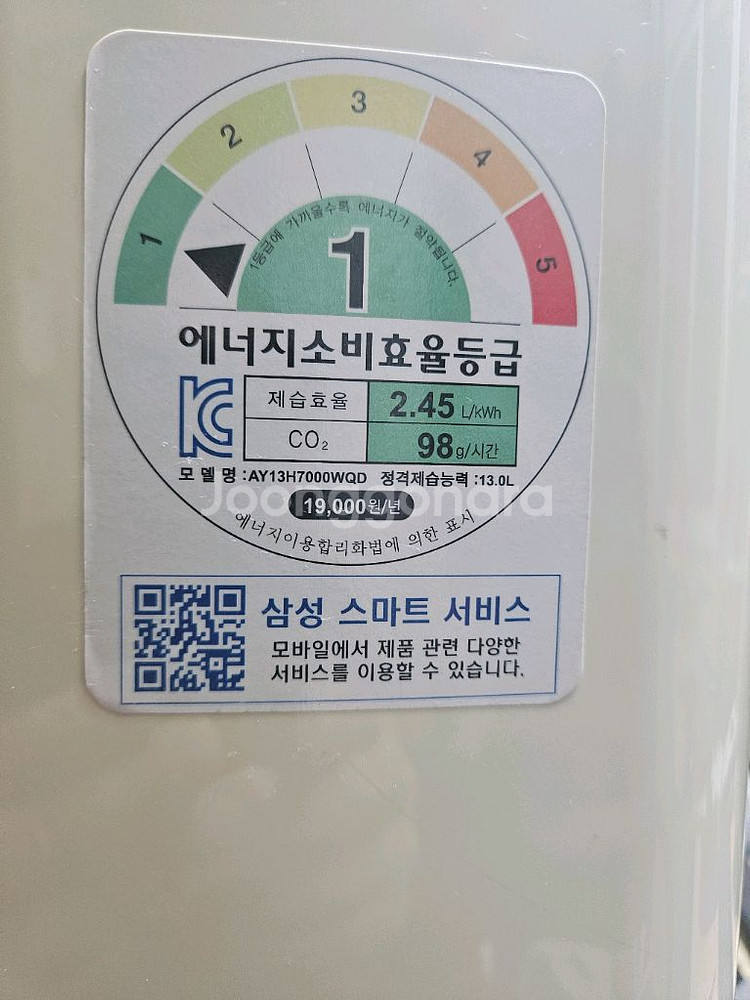 1
2
3
4
5
1등급에 가까울수록 에너지가 절약됩니다.
1
에너지소비효율등급
제습효율 2.45 L/kWh
CO₂ 98g/시간
모델명 :AY13H7000WQD 정격제습능력 :13.0L
Joonggonara
19,000원/년
에너지이용합리화법에 의한 표시
삼성 스마트 서비스
모바일에서 제품 관련 다양한
서비스를 이용할 수 있습니다.